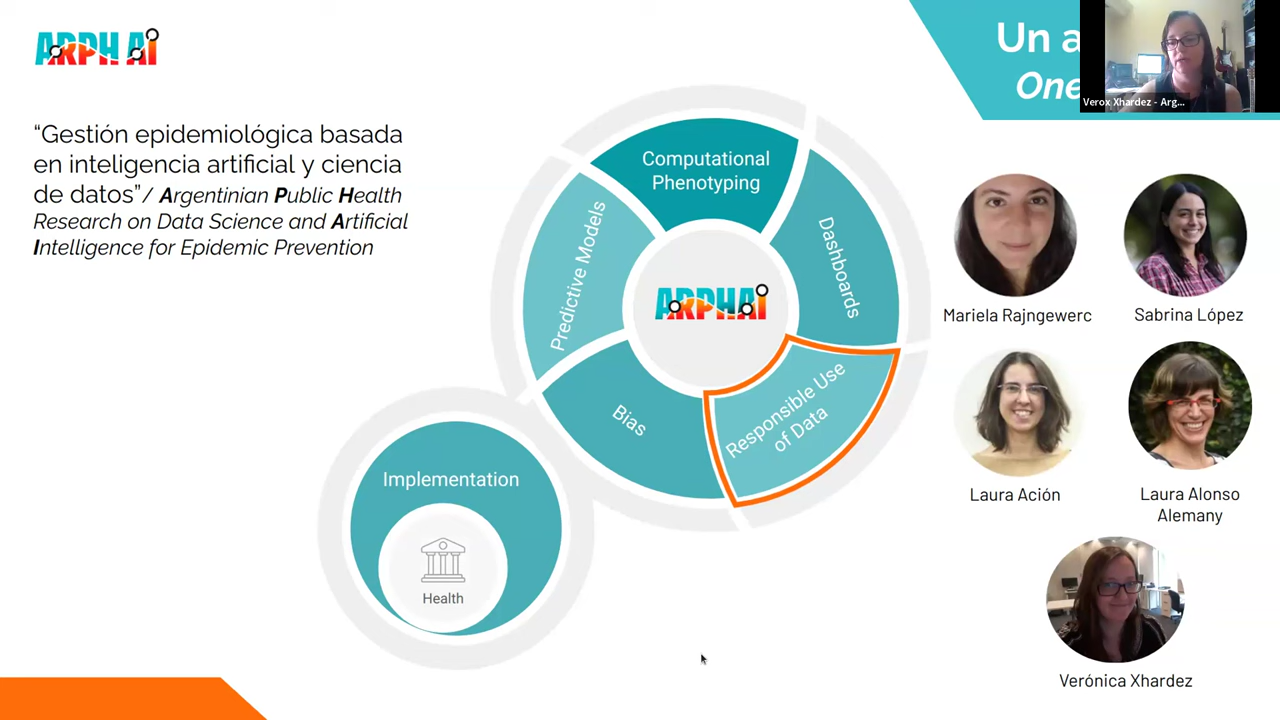 ARPHAI
Un a
One
Verox Xhardez - Arg...
“Gestión epidemiológica basada
en inteligencia artificial y ciencia
de datos”/ Argentinian Public Health
Research on Data Science and Artificial
Intelligence for Epidemic Prevention
Computational
Phenotyping
Predictive Models
Dashboards
ARPHAI
Bias
Responsible Use
of Data
Implementation
Health
Mariela Rajngewerc
Sabrina López
Laura Ación
Laura Alonso
Alemany
Verónica Xhardez